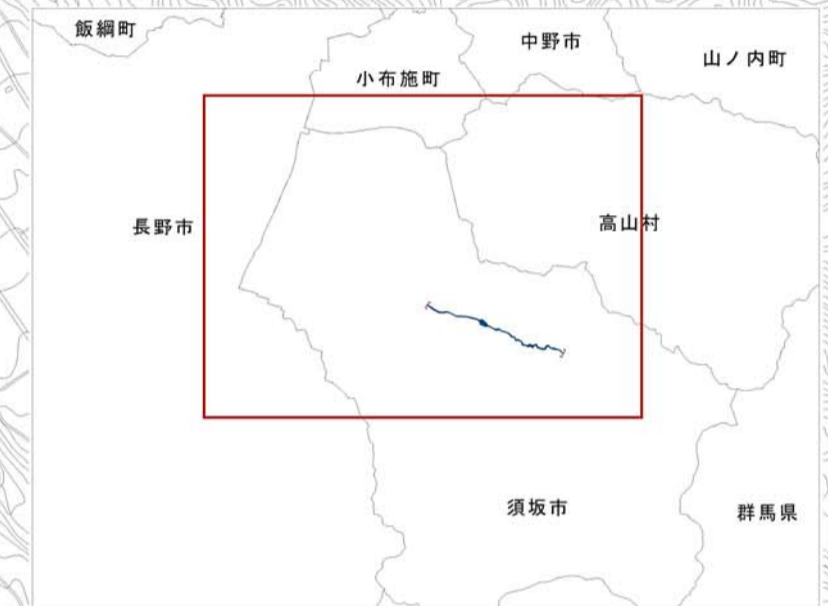 飯綱町
中野市
山ノ内町
小布施町
長野市
高山村
須坂市
群馬県